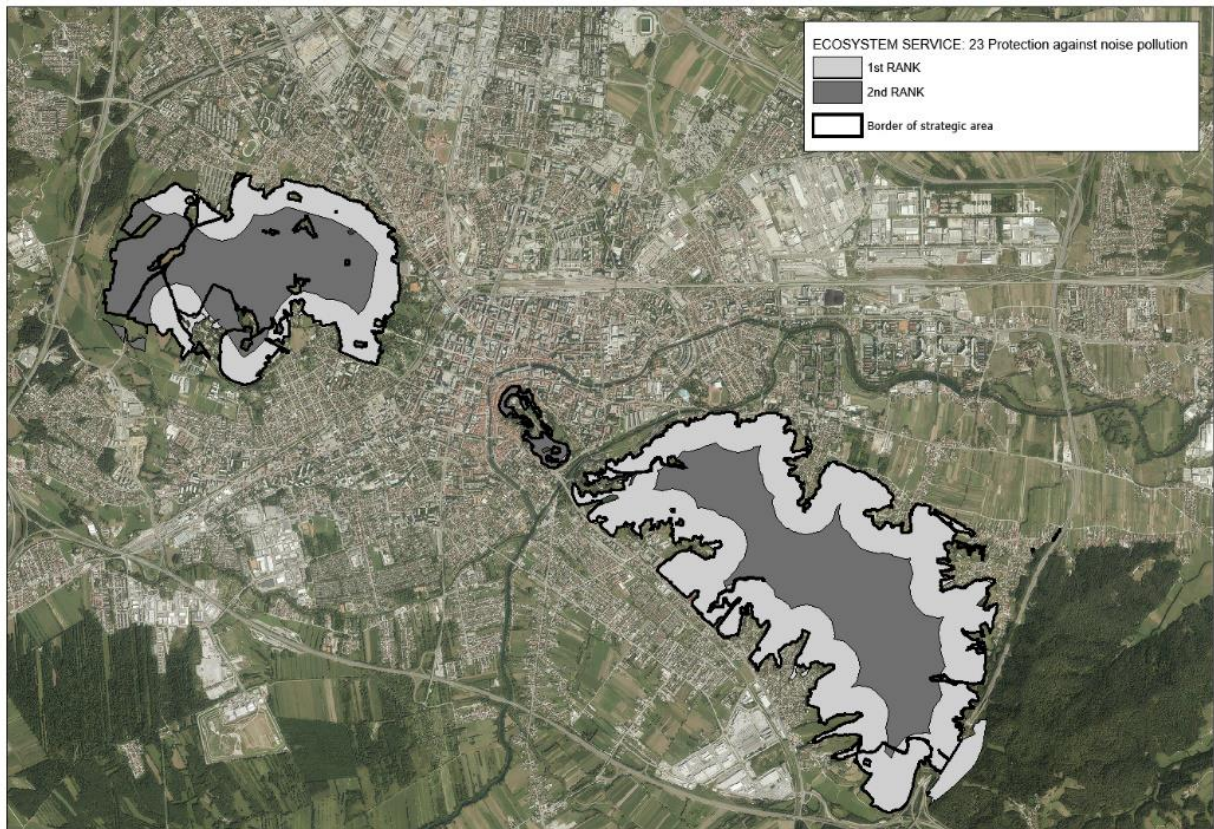 ECOSYSTEM SERVICE: 23 Protection against noise pollution
1st RANK
2nd RANK
Border of strategic area